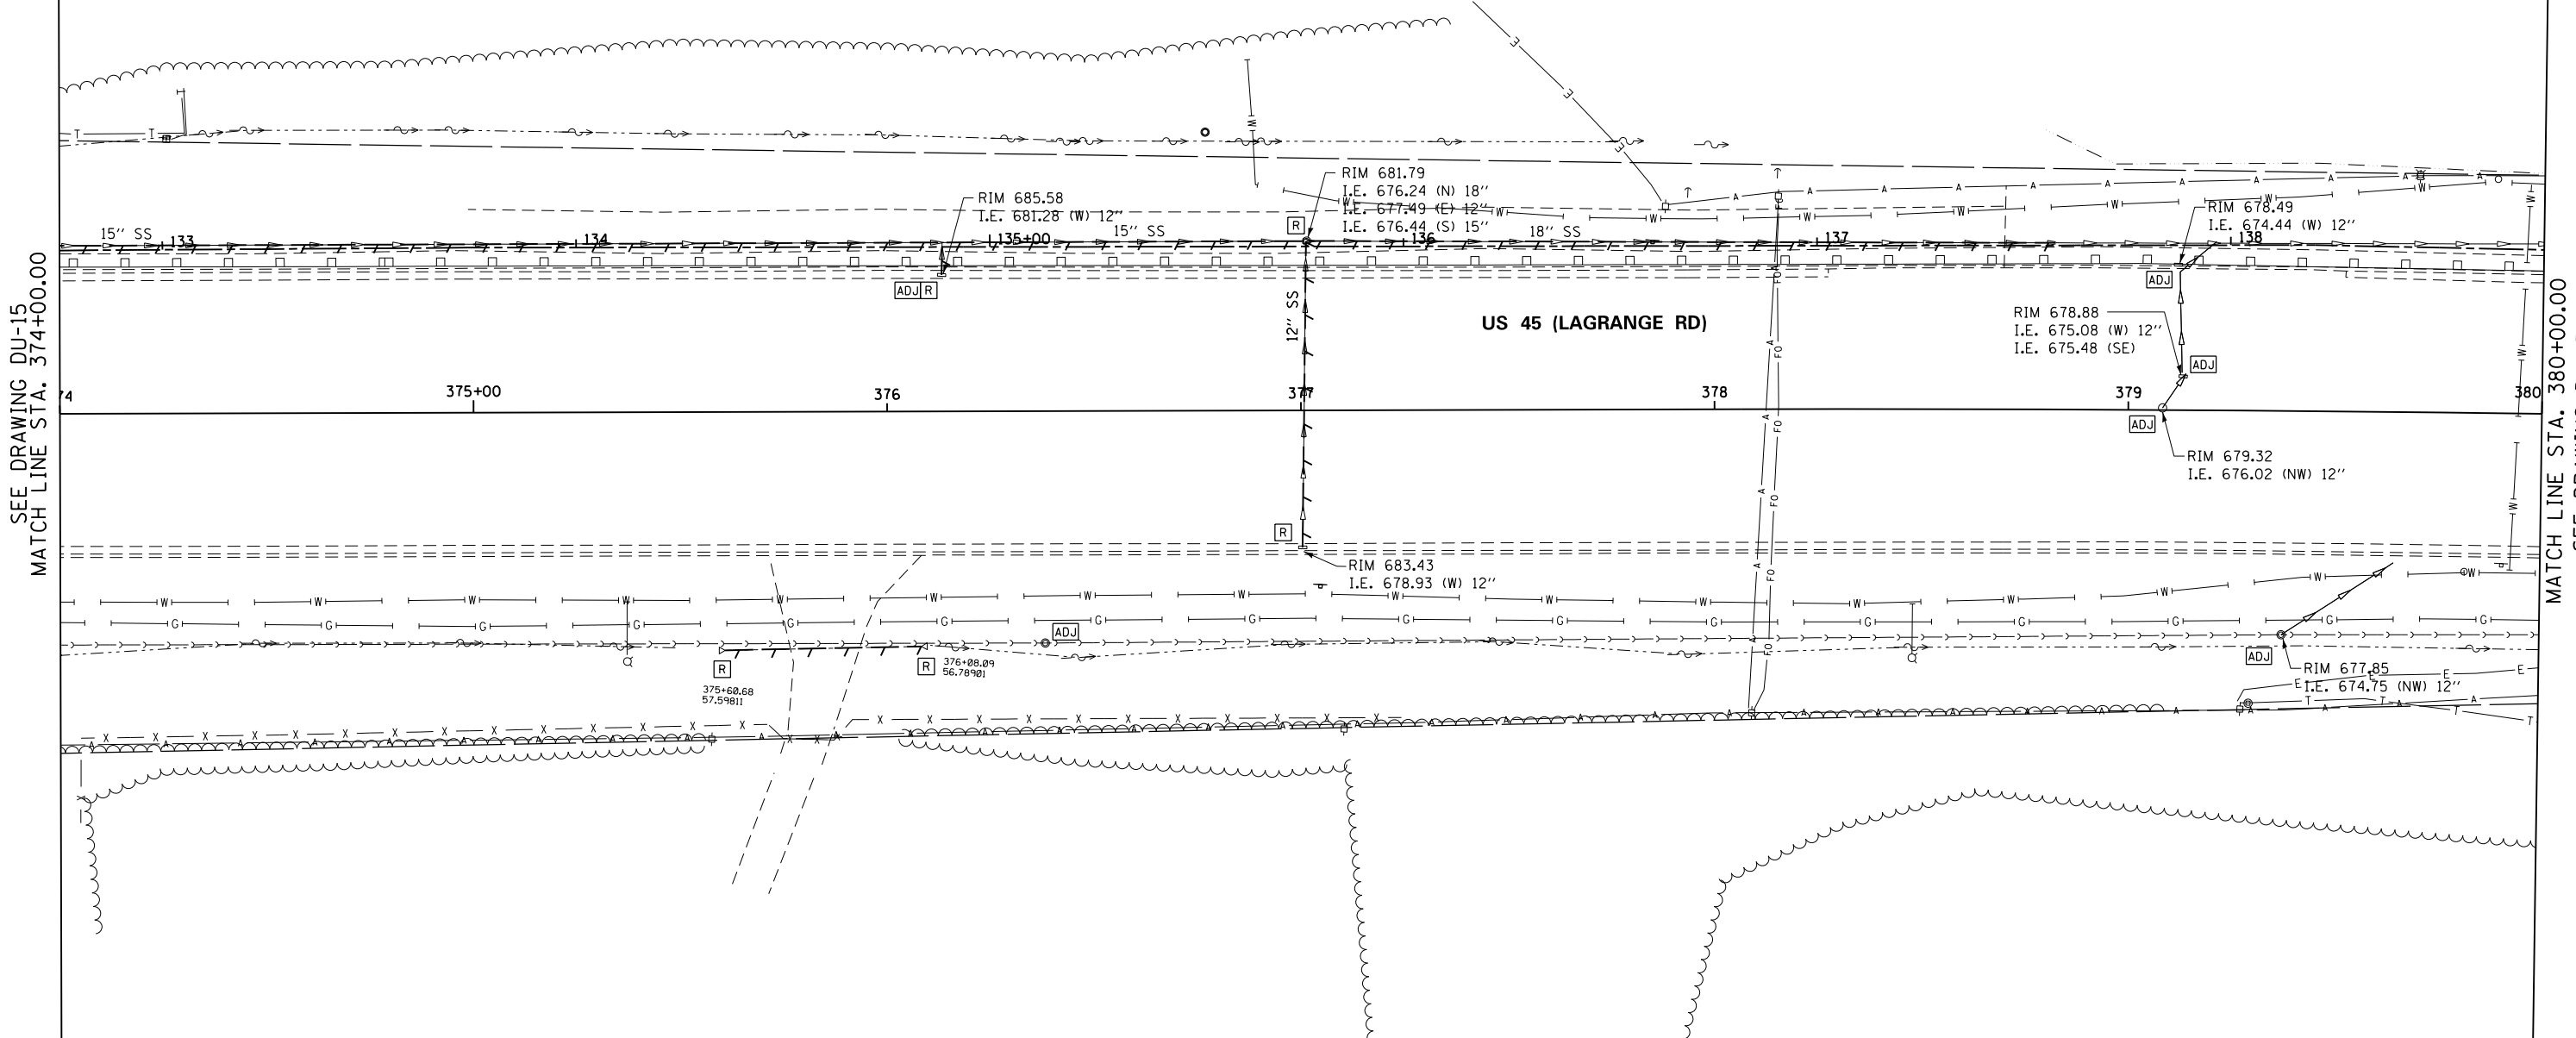 SEE DRAWING DU-15
MATCH LINE STA. 374+00.00
RIM 685.58
I.E. 681.28 (W) 12''
RIM 681.79
I.E. 676.24 (N) 18''
I.E. 677.49 (E) 12''
I.E. 676.44 (S) 15''
RIM 678.49
I.E. 674.44 (W) 12''
15'' SS
133
134
135+00
15'' SS
R
136
18'' SS
137
138
ADJ R
12'' SS
US 45 (LAGRANGE RD)
ADJ
RIM 678.88
I.E. 675.08 (W) 12''
I.E. 675.48 (SE)
ADJ
375+00
376
377
378
379
380
ADJ
RIM 679.32
I.E. 676.02 (NW) 12''
R
RIM 683.43
I.E. 678.93 (W) 12''
ADJ
R
375+60.68
57.59811
R
376+08.09
56.78901
ADJ
RIM 677.85
I.E. 674.75 (NW) 12''
MATCH LINE STA. 380+00.00